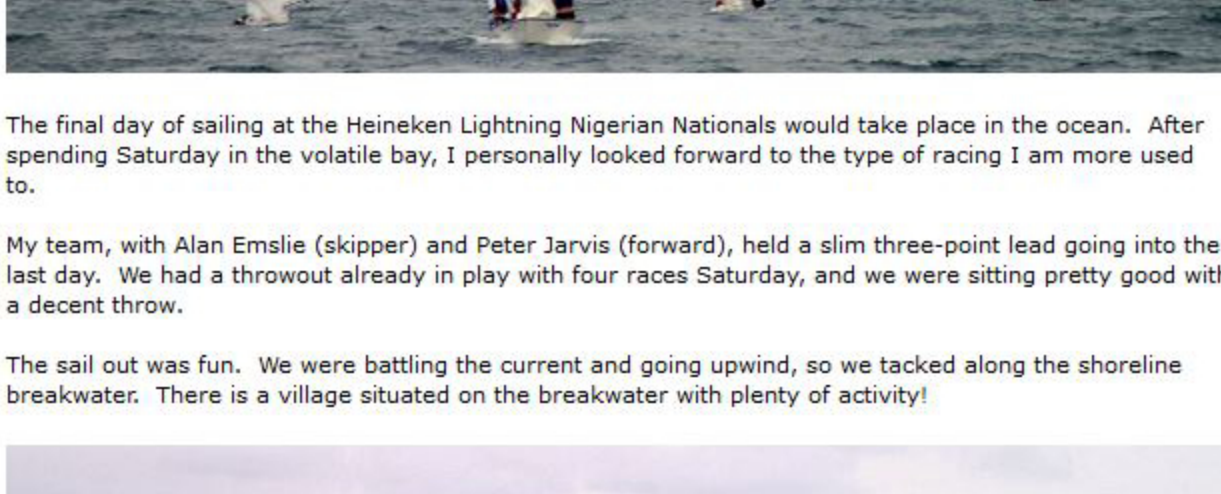 The final day of sailing at the Heineken Lightning Nigerian Nationals would take place in the ocean.  After
spending Saturday in the volatile bay, I personally looked forward to the type of racing I am more used
to.
My team, with Alan Emslie (skipper) and Peter Jarvis (forward), held a slim three-point lead going into the
last day.  We had a throwout already in play with four races Saturday, and we were sitting pretty good with
a decent throw.
The sail out was fun.  We were battling the current and going upwind, so we tacked along the shoreline
breakwater.  There is a village situated on the breakwater with plenty of activity!